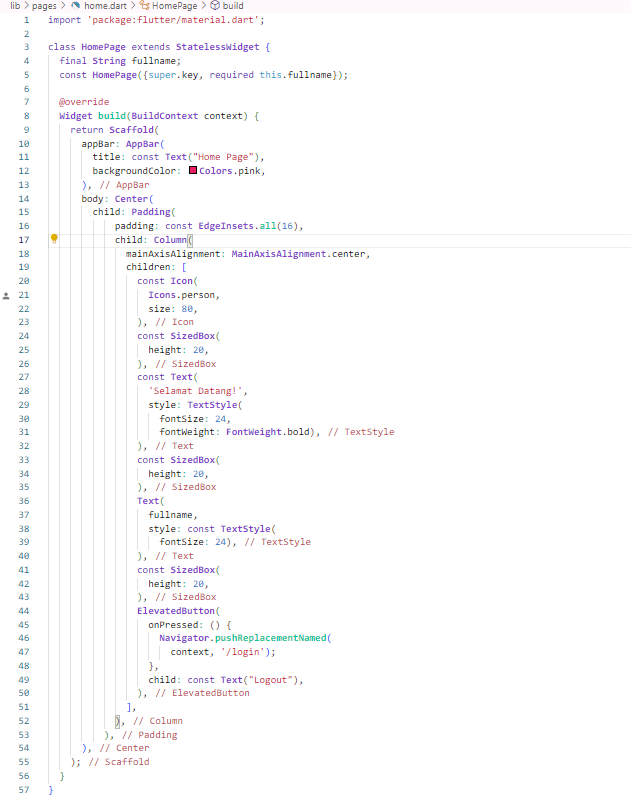 lib > pages > home.dart > HomePage > build
1 import 'package:flutter/material.dart';
2
3 class HomePage extends StatelessWidget {
4   final String fullname;
5   const HomePage({super.key, required this.fullname});
6
7   @override
8   Widget build(BuildContext context) {
9     return Scaffold(
10       appBar: AppBar(
11         title: const Text("Home Page"),
12         backgroundColor: Colors.pink,
13       ), // AppBar
14       body: Center(
15         child: Padding(
16             padding: const EdgeInsets.all(16),
17             child: Column(
18               mainAxisAlignment: MainAxisAlignment.center,
19               children: [
20                 const Icon(
21                   Icons.person,
22                   size: 80,
23                 ), // Icon
24                 const SizedBox(
25                   height: 20,
26                 ), // SizedBox
27                 const Text(
28                   'Selamat Datang!',
29                   style: TextStyle(
30                     fontSize: 24,
31                     fontWeight: FontWeight.bold), // TextStyle
32                 ), // Text
33                 const SizedBox(
34                   height: 20,
35                 ), // SizedBox
36                 Text(
37                   fullname,
38                   style: const TextStyle(
39                     fontSize: 24), // TextStyle
40                 ), // Text
41                 const SizedBox(
42                   height: 20,
43                 ), // SizedBox
44                 ElevatedButton(
45                   onPressed: () {
46                     Navigator.pushReplacementNamed(
47                       context, '/login');
48                   },
49                   child: const Text("Logout"),
50                 ), // ElevatedButton
51               ],
52             ), // Column
53           ), // Padding
54       ), // Center
55     ); // Scaffold
56   }
57 }